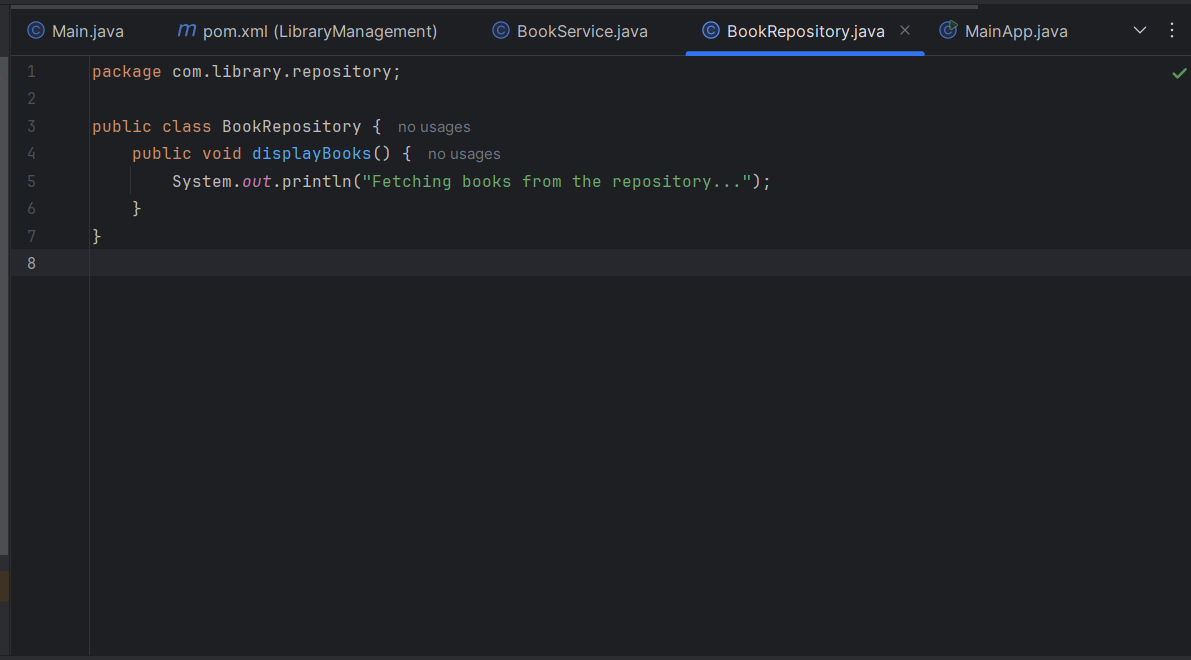 Main.java m pom.xml (LibraryManagement) BookService.java BookRepository.java MainApp.java
1 package com.library.repository;
2
3 public class BookRepository { no usages
4     public void displayBooks() { no usages
5         System.out.println("Fetching books from the repository...");
6     }
7 }
8